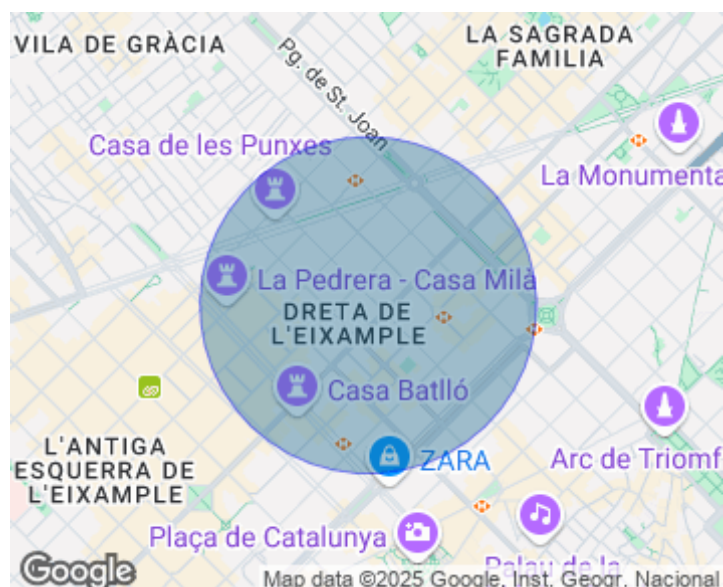 VILA DE GRÀCIA
LA SAGRADA
FAMILIA
Pg. de St. Joan
Casa de les Punxes
La Monumenta
La Pedrera - Casa Milà
DRETA DE
L'EIXAMPLE
Casa Batlló
L'ANTIGA
ESQUERRA DE
L'EIXAMPLE
ZARA
Arc de Triomf
Plaça de Catalunya
Palau de la
Google
Map data ©2025 Google, Inst. Geogr. Nacional